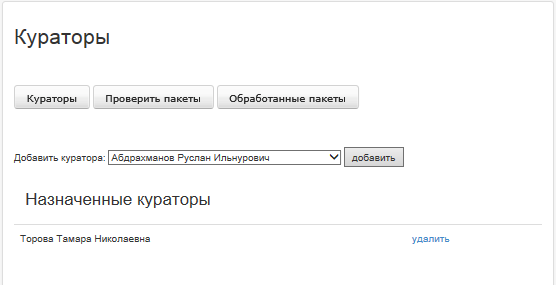 Кураторы
Кураторы Проверить пакеты Обработанные пакеты
Добавить куратора: Абдрахманов Руслан Ильнурович добавить
Назначенные кураторы
Торова Тамара Николаевна удалить